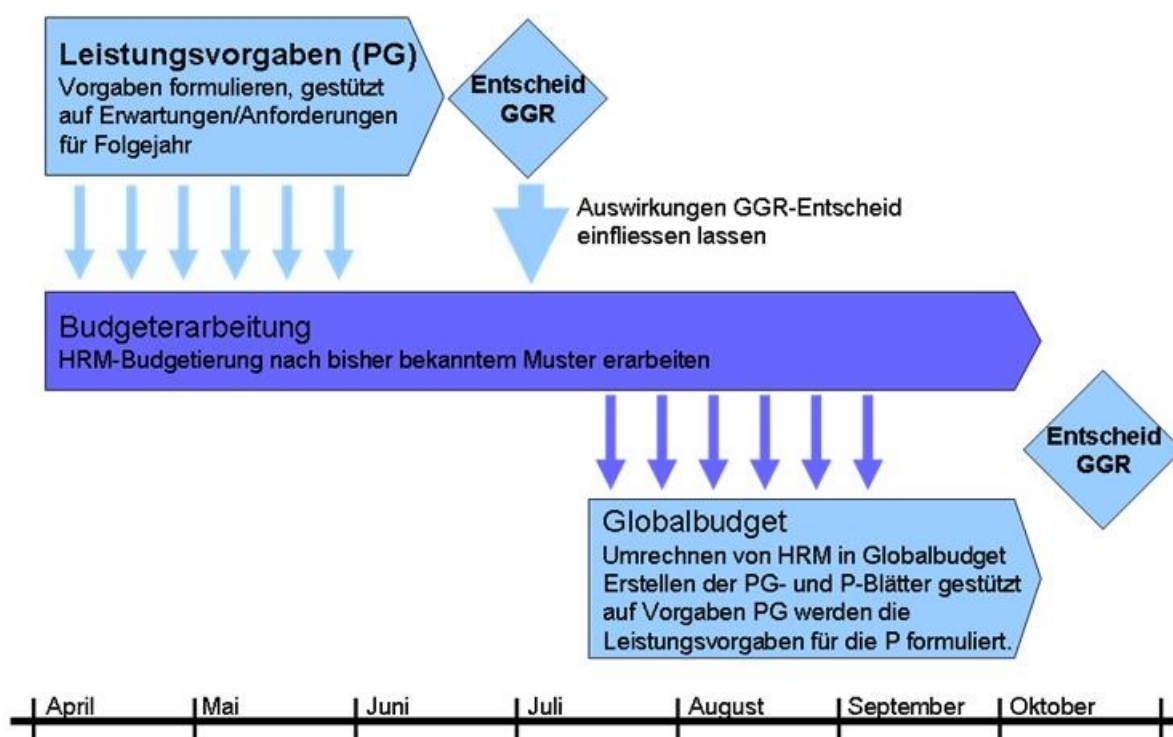 Leistungsvorgaben (PG)
Vorgaben formulieren, gestützt
auf Erwartungen/Anforderungen
für Folgejahr
Entscheid
GGR
Auswirkungen GGR-Entscheid
einfliessen lassen
Budgeterarbeitung
HRM-Budgetierung nach bisher bekanntem Muster erarbeiten
Entscheid
GGR
Globalbudget
Umrechnen von HRM in Globalbudget
Erstellen der PG- und P-Blätter gestützt
auf Vorgaben PG werden die
Leistungsvorgaben für die P formuliert.
April Mai Juni Juli August September Oktober